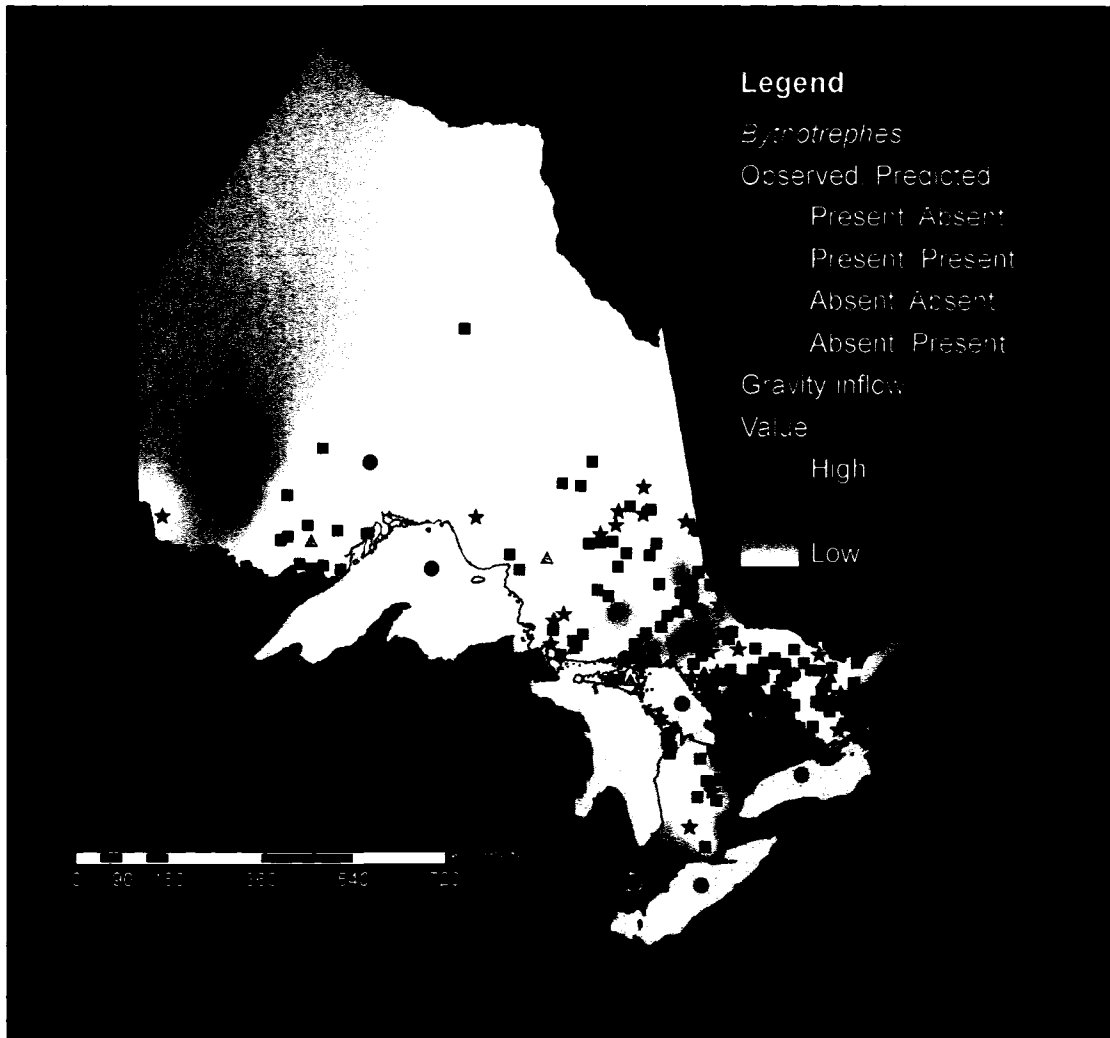 Legend
Bythotrephes
Observed, Predicted
Present Absent
Present Present
Absent Absent
Absent Present
Gravity inflow
Value
High
Low
0 90 180 360 540 720